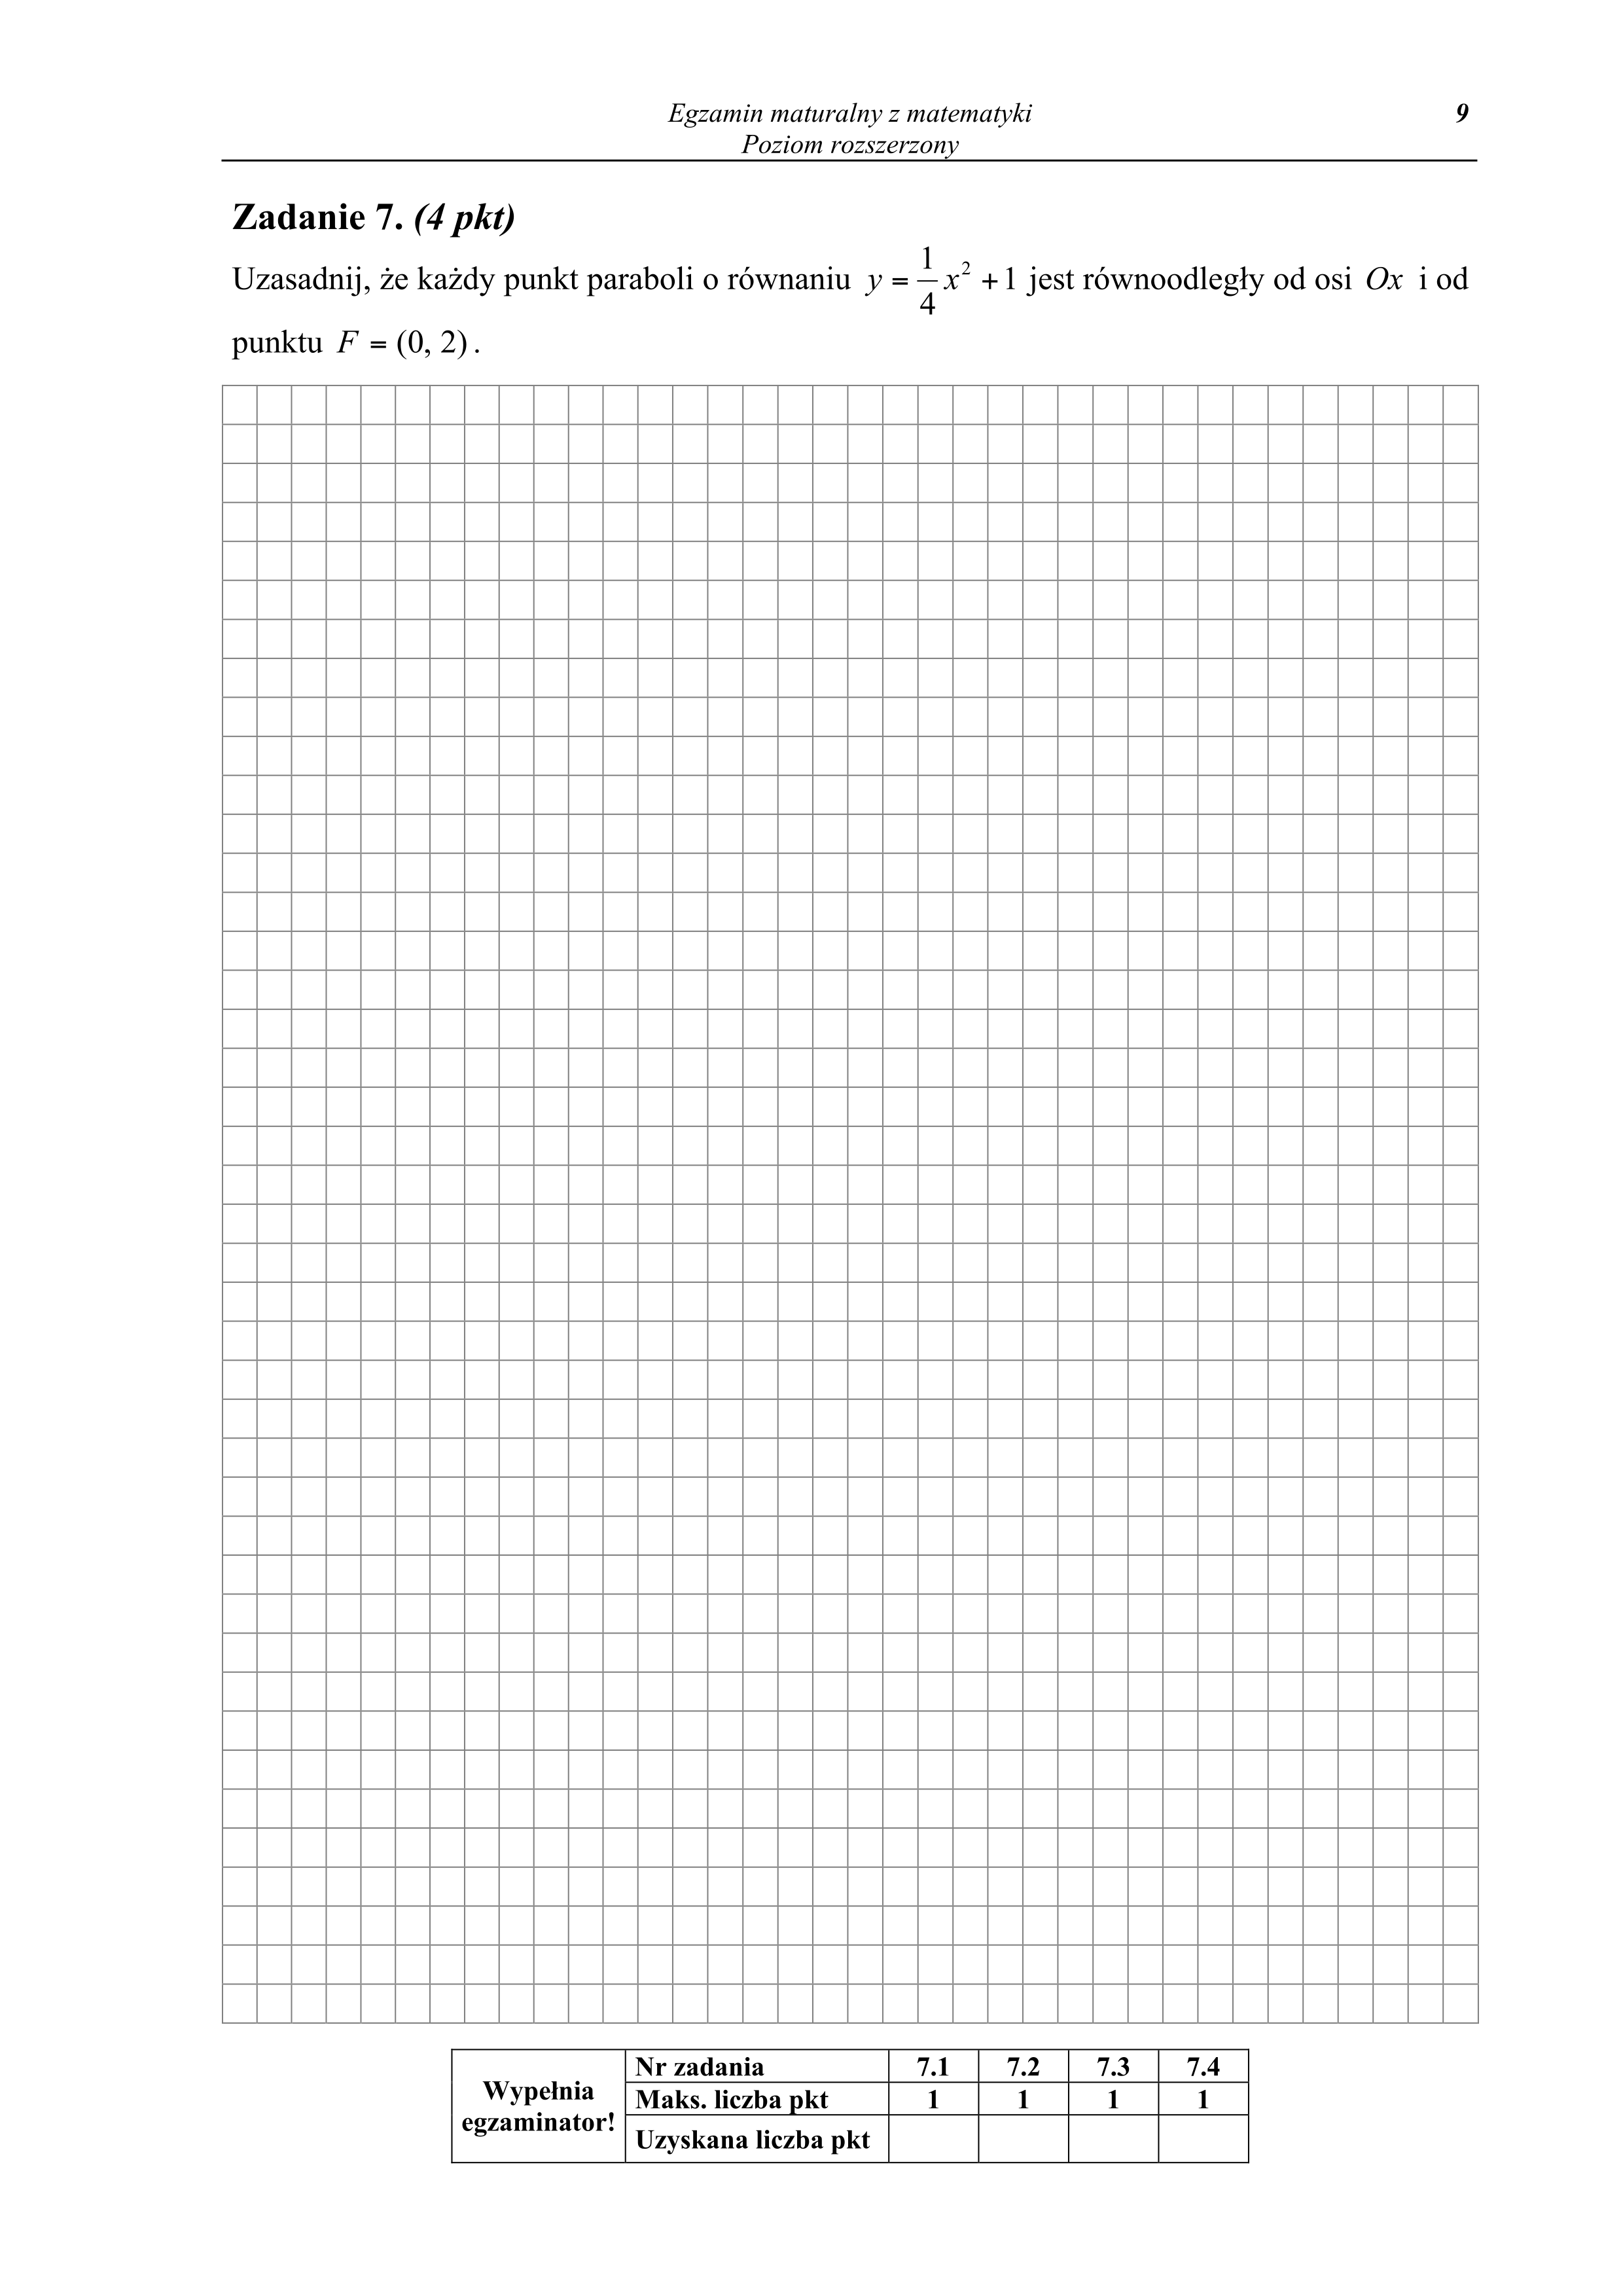 Egzamin maturalny z matematyki 9
Poziom rozszerzony
Zadanie 7. (4 pkt)
Uzasadnij, że każdy punkt paraboli o równaniu y = \frac{1}{4}x² + 1 jest równoodległy od osi Ox i od
punktu F = (0, 2).
Wypełnia egzaminator!
Nr zadania 7.1 7.2 7.3 7.4
Maks. liczba pkt 1 1 1 1
Uzyskana liczba pkt